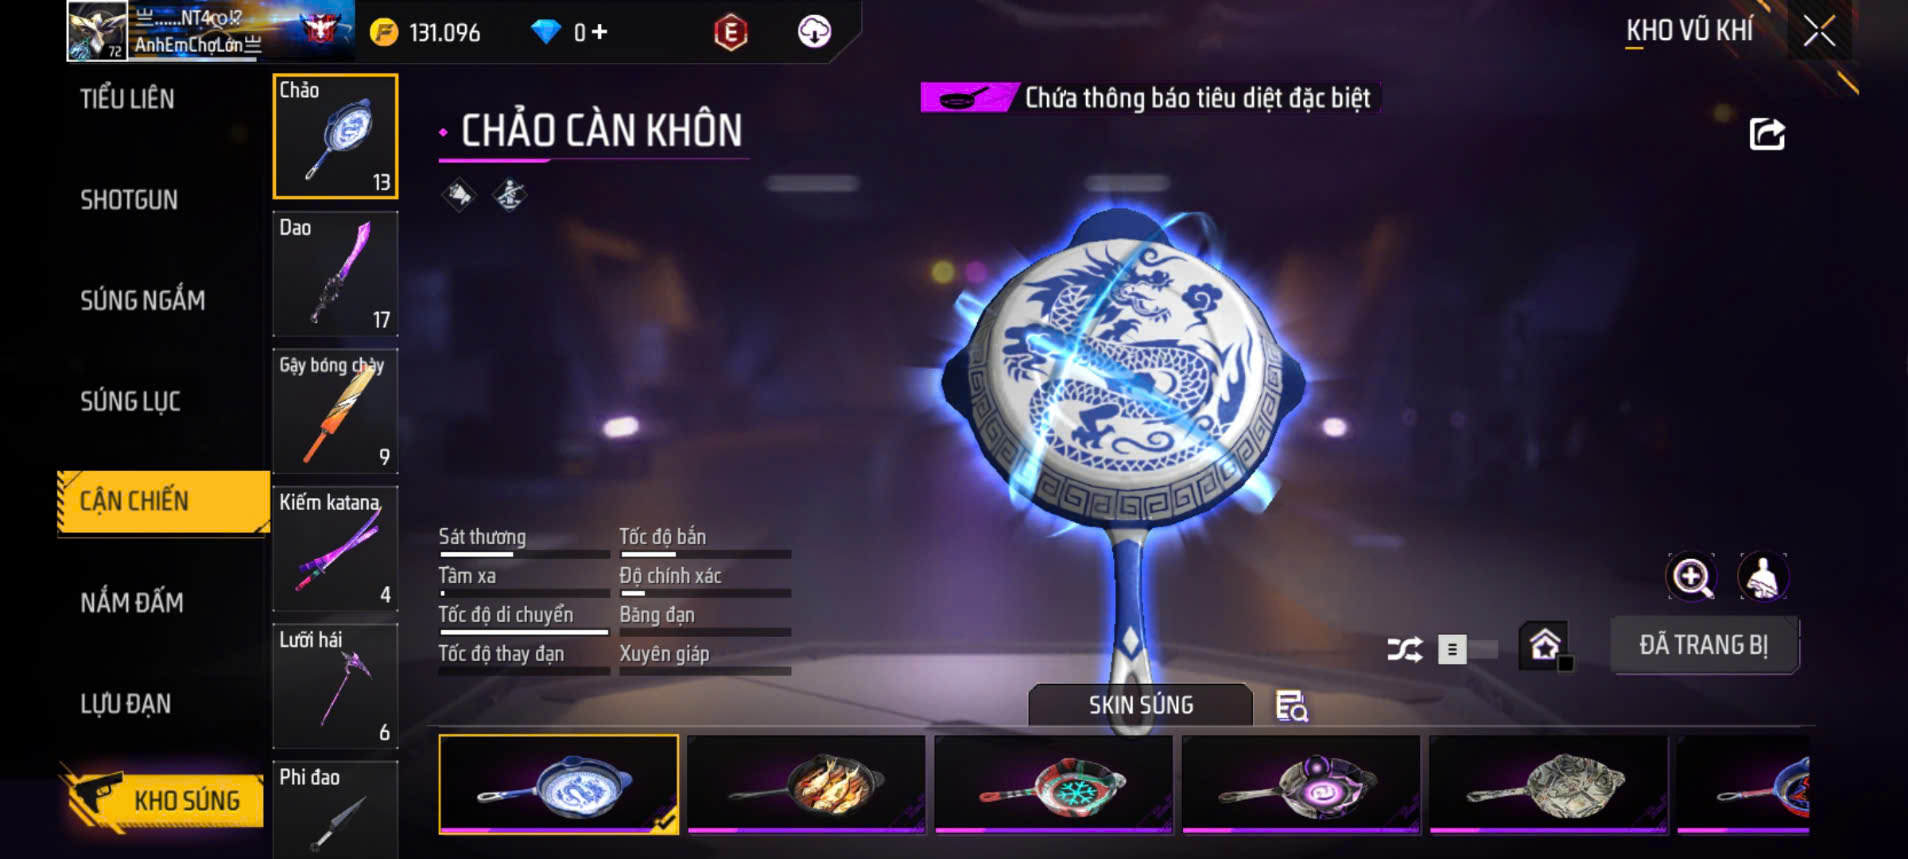 AnhEmChợLớn
72
131.096
0 +
E
KHO VŨ KHÍ
TIỂU LIÊN
SHOTGUN
SÚNG NGẮM
SÚNG LỤC
CẬN CHIẾN
NẮM ĐẤM
LỰU ĐẠN
KHO SÚNG
Chảo
13
Dao
17
Gậy bóng chày
9
Kiếm katana
4
Lưỡi hái
6
Phi dao
CHẢO CÀN KHÔN
Chứa thông báo tiêu diệt đặc biệt
Sát thương
Tốc độ bắn
Tầm xa
Độ chính xác
Tốc độ di chuyển
Băng đạn
Tốc độ thay đạn
Xuyên giáp
ĐÃ TRANG BỊ
SKIN SÚNG